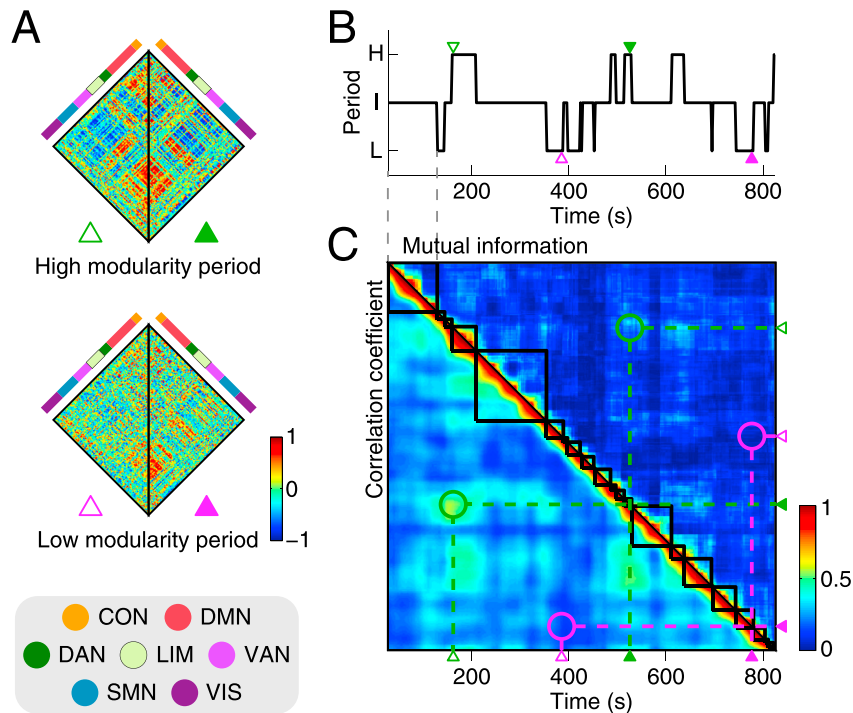 A
High modularity period
Low modularity period
1
0
−1
CON
DMN
DAN
LIM
VAN
SMN
VIS
B
Period
H
I
L
200
400
600
800
Time (s)
C
Mutual information
Correlation coefficient
1
0.5
0
200
400
600
800
Time (s)